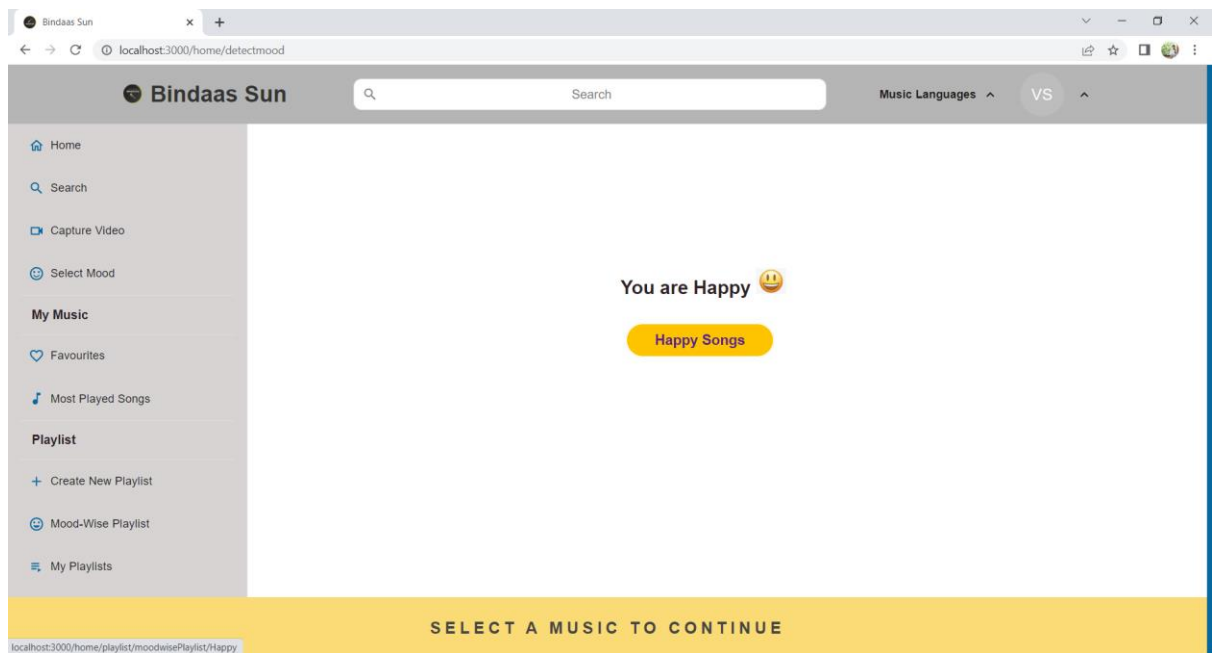 Bindaas Sun
localhost:3000/home/detectmood
Bindaas Sun
Search
Music Languages
VS
Home
Search
Capture Video
Select Mood
My Music
Favourites
Most Played Songs
Playlist
Create New Playlist
Mood-Wise Playlist
My Playlists
You are Happy 😃
Happy Songs
SELECT A MUSIC TO CONTINUE
localhost:3000/home/playlist/moodwisePlaylist/Happy